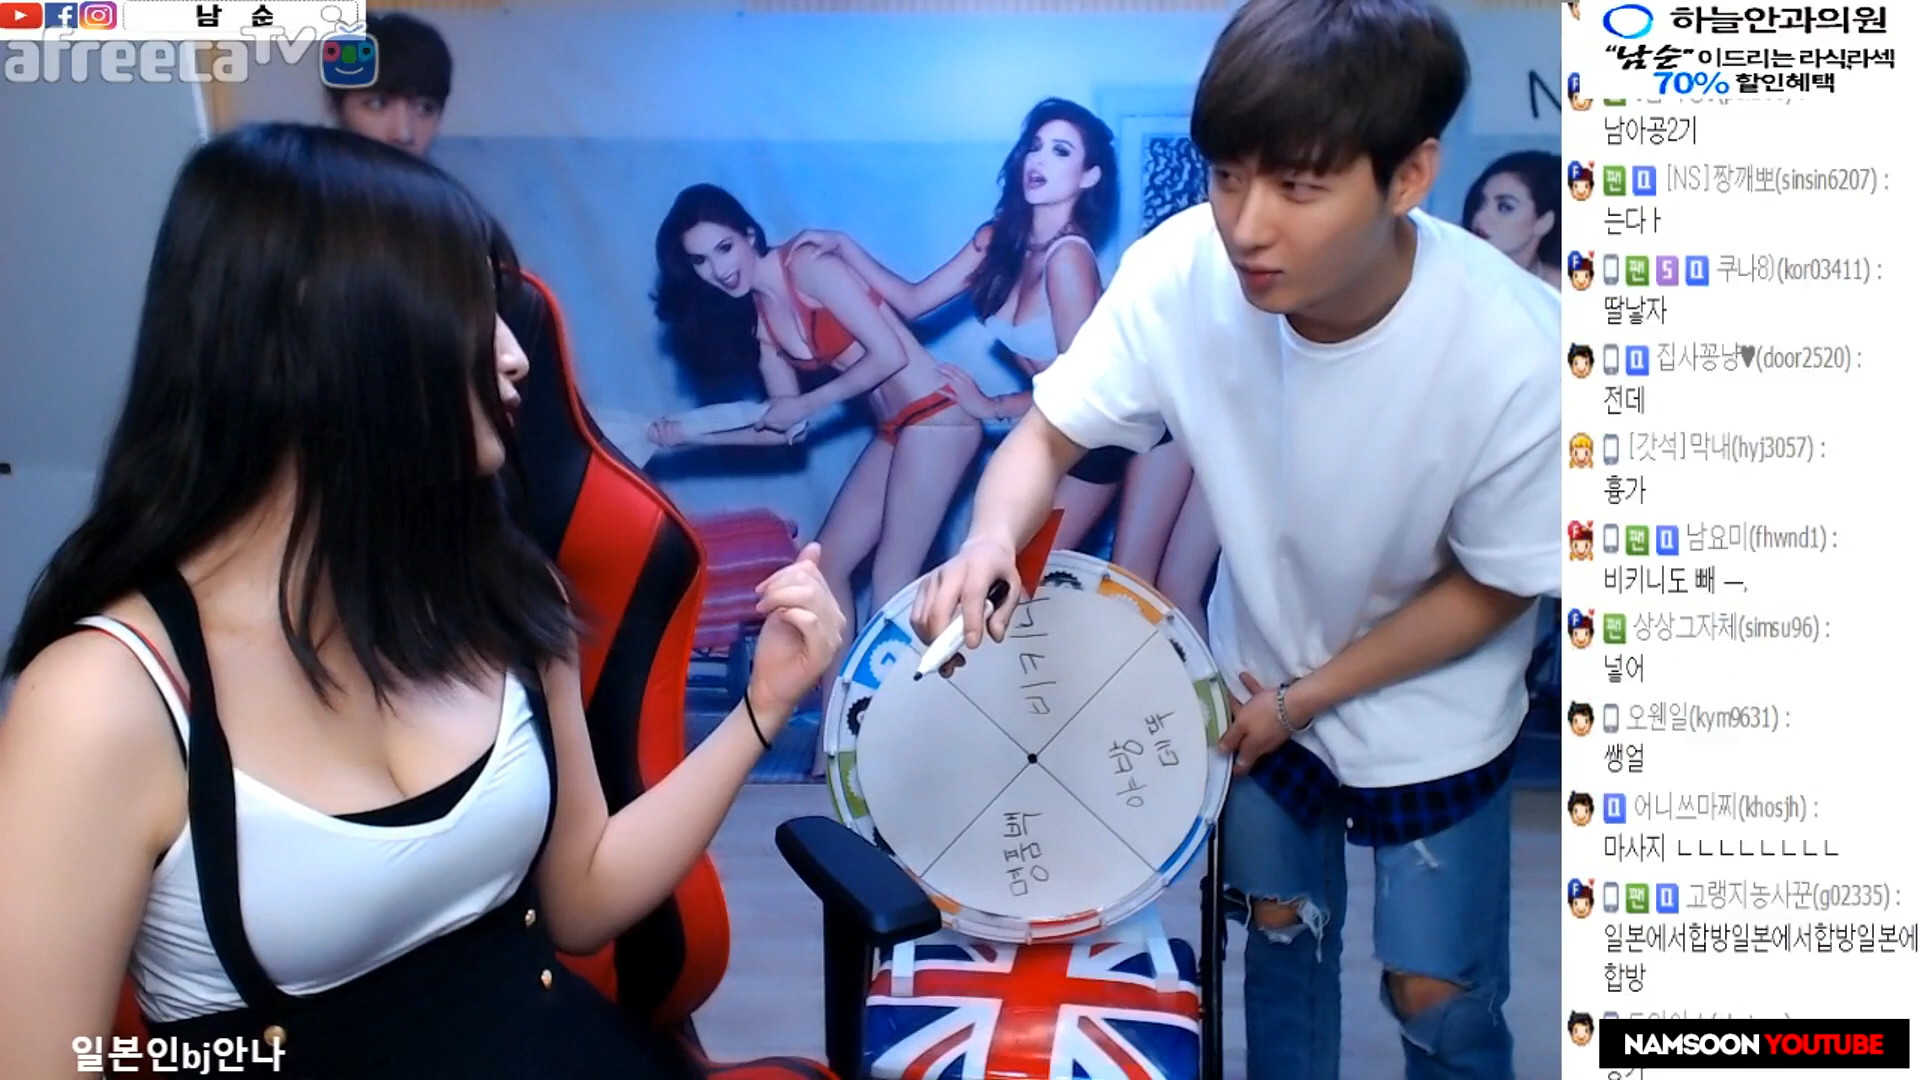 남 순
afreecaTV
하늘안과의원
"남순"이드리는 라식,라섹
70% 할인혜택
남아공2기
팬 [NS]짱깨뽀(sinsin6207) :
는다ㅏ
팬 S 쿠나8)(kor03411) :
딸낳자
집사꽁냥♥(door2520) :
전데
[갓석]막내(hyj3057) :
흉가
팬 남요미(fhwnd1) :
비키니도 빼 ㅡ,
팬 상상그자체(simsu96) :
넣어
오웬일(kym9631) :
쌩얼
어니쓰마찌(khosjh) :
마사지 ㄴㄴㄴㄴㄴㄴㄴㄴ
팬 고랭지농사꾼(g02335) :
일본에서합방일본에서합방일본에
합방
비키니
일본인bj안나
NAMSOON YOUTUBE